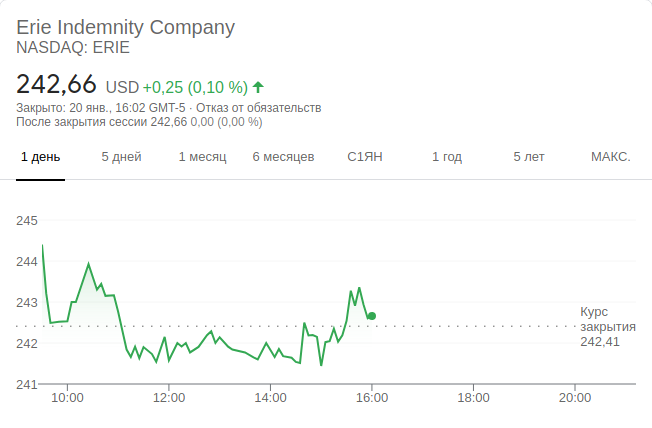 Erie Indemnity Company
NASDAQ: ERIE
242,66 USD +0,25 (0,10 %)
Закрыто: 20 янв., 16:02 GMT-5 · Отказ от обязательств
После закрытия сессии 242,66 0,00 (0,00 %)
1 день 5 дней 1 месяц 6 месяцев С1ЯН 1 год 5 лет МАКС.
245
244
243
242
241
Курс
закрытия
242,41
10:00 12:00 14:00 16:00 18:00 20:00